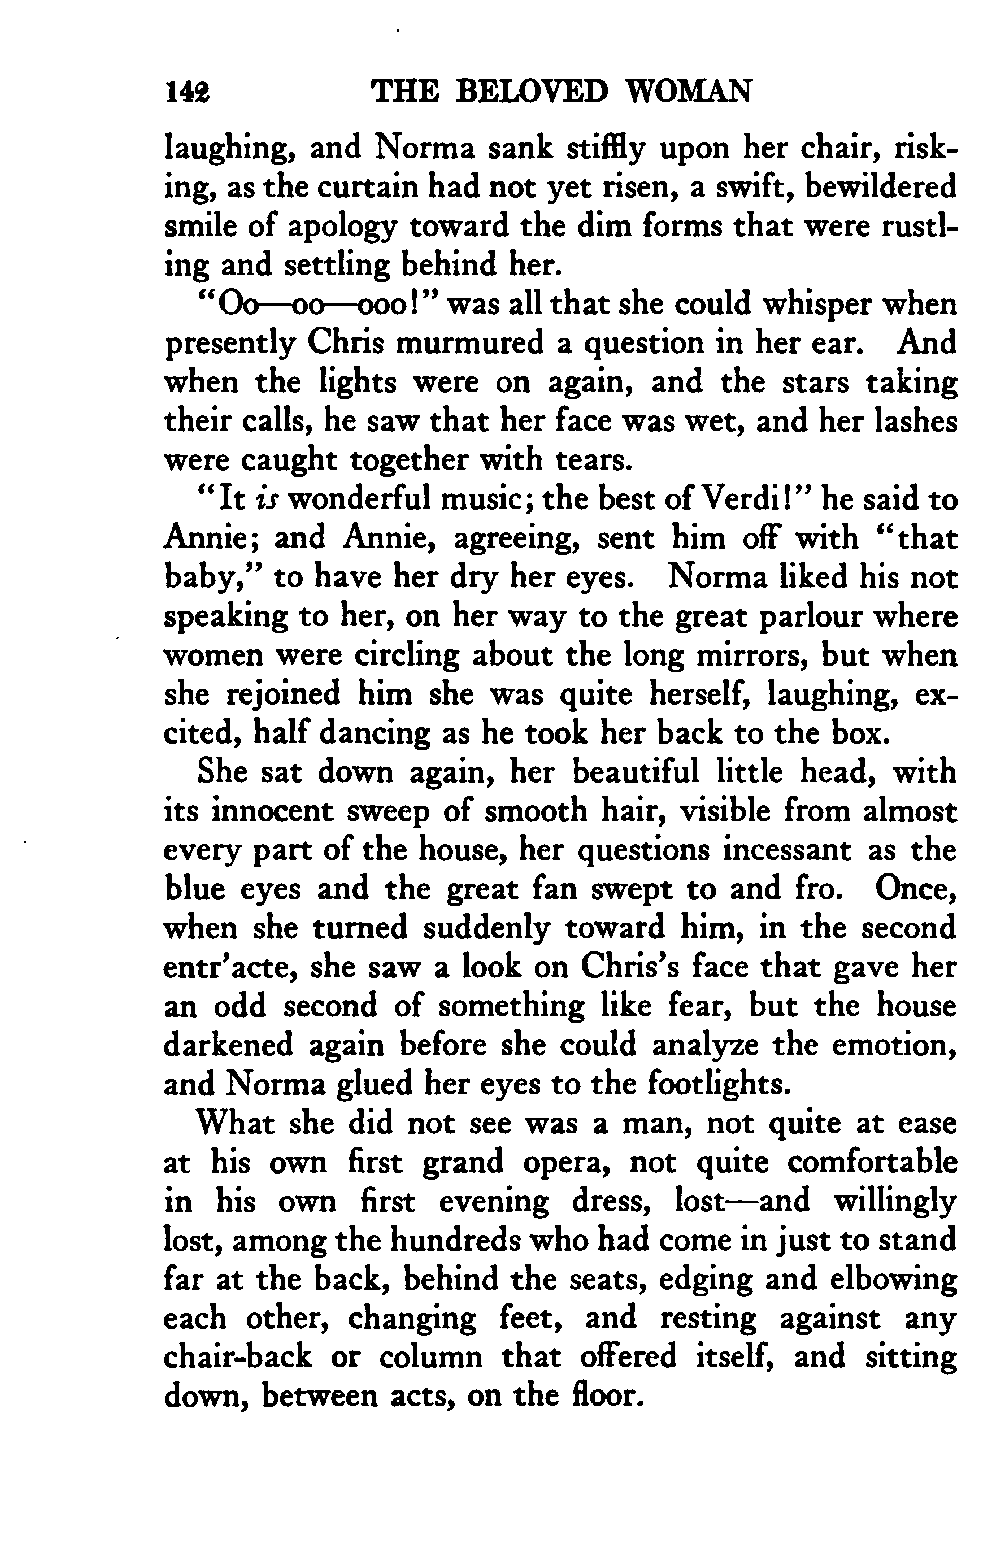 142 THE BELOVED WOMAN
laughing, and Norma sank stiffly upon her chair, risk-
ing, as the curtain had not yet risen, a swift, bewildered
smile of apology toward the dim forms that were rustl-
ing and settling behind her.
“Oo—oo—ooo!” was all that she could whisper when
presently Chris murmured a question in her ear. And
when the lights were on again, and the stars taking
their calls, he saw that her face was wet, and her lashes
were caught together with tears.
“It is wonderful music; the best of Verdi!” he said to
Annie; and Annie, agreeing, sent him off with “that
baby,” to have her dry her eyes. Norma liked his not
speaking to her, on her way to the great parlour where
women were circling about the long mirrors, but when
she rejoined him she was quite herself, laughing, ex-
cited, half dancing as he took her back to the box.
She sat down again, her beautiful little head, with
its innocent sweep of smooth hair, visible from almost
every part of the house, her questions incessant as the
blue eyes and the great fan swept to and fro. Once,
when she turned suddenly toward him, in the second
entr’acte, she saw a look on Chris’s face that gave her
an odd second of something like fear, but the house
darkened again before she could analyze the emotion,
and Norma glued her eyes to the footlights.
What she did not see was a man, not quite at ease
at his own first grand opera, not quite comfortable
in his own first evening dress, lost—and willingly
lost, among the hundreds who had come in just to stand
far at the back, behind the seats, edging and elbowing
each other, changing feet, and resting against any
chair-back or column that offered itself, and sitting
down, between acts, on the floor.